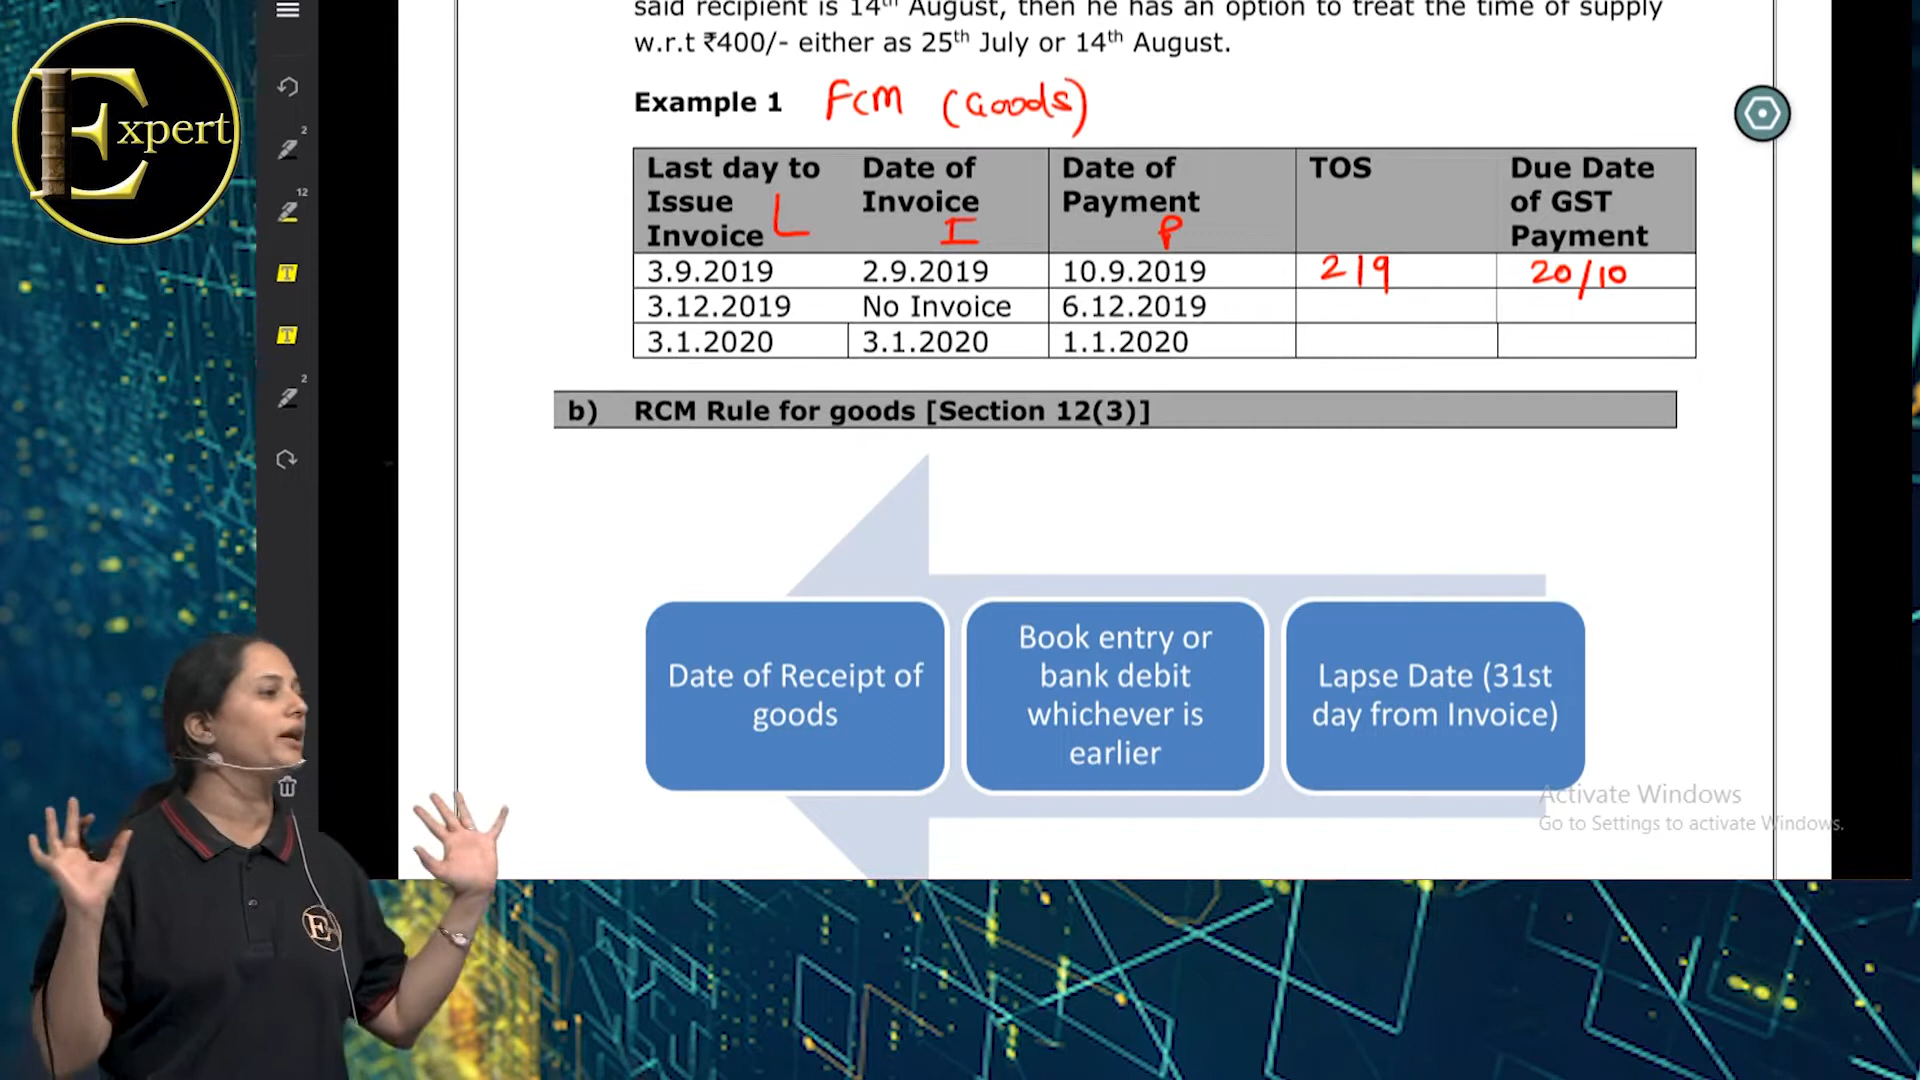 Expert
said recipient is 14th August, then he has an option to treat the time of supply
w.r.t ₹400/- either as 25th July or 14th August.
Example 1 FCM (Goods)
Last day to Issue Invoice L Date of Invoice I Date of Payment P TOS Due Date of GST Payment
3.9.2019 2.9.2019 10.9.2019 2/9 20/10
3.12.2019 No Invoice 6.12.2019
3.1.2020 3.1.2020 1.1.2020
b) RCM Rule for goods [Section 12(3)]
Date of Receipt of
goods
Book entry or
bank debit
whichever is
earlier
Lapse Date (31st
day from Invoice)
Activate Windows
Go to Settings to activate Windows.
2
12
T
T
2
E